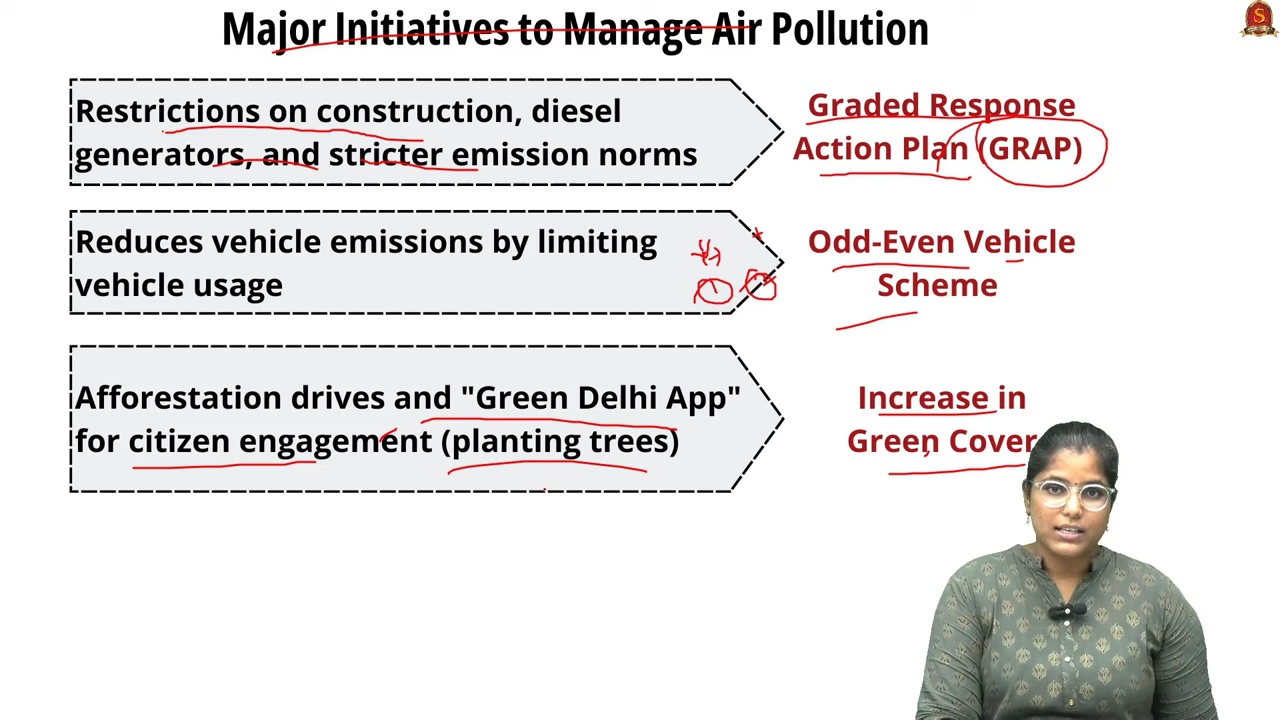 Major Initiatives to Manage Air Pollution
Restrictions on construction, diesel
generators, and stricter emission norms
Graded Response
Action Plan (GRAP)
Reduces vehicle emissions by limiting
vehicle usage
Odd-Even Vehicle
Scheme
Afforestation drives and "Green Delhi App"
for citizen engagement (planting trees)
Increase in
Green Cover
S